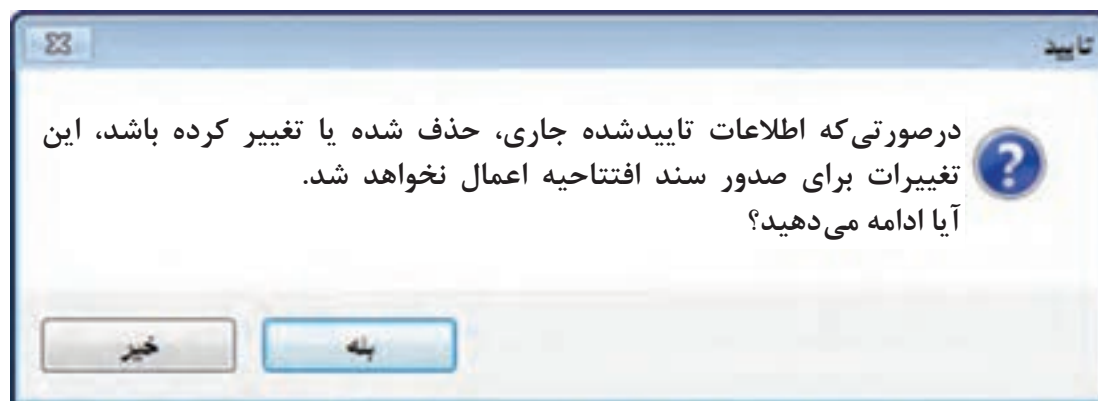 تایید
درصورتی‌که اطلاعات تاییدشده جاری، حذف شده یا تغییر کرده باشد، این
تغییرات برای صدور سند افتتاحیه اعمال نخواهد شد.
آیا ادامه می‌دهید؟
بله
خیر